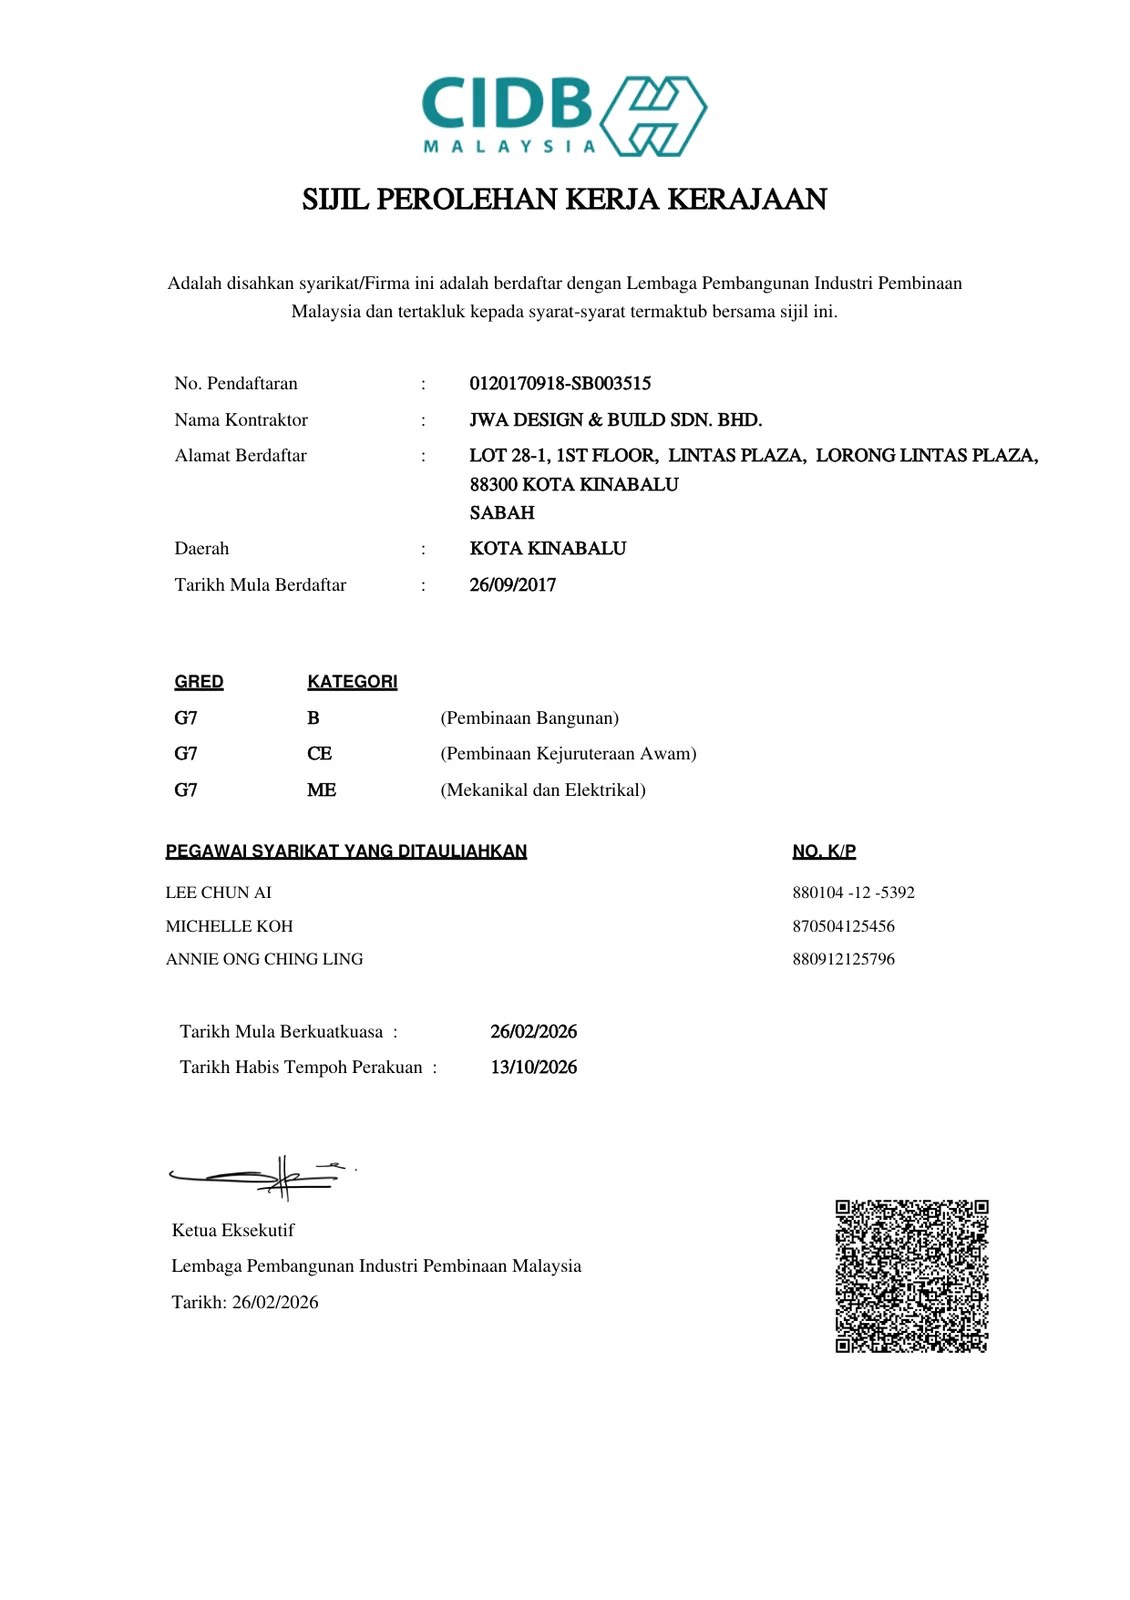 CIDB
MALAYSIA
SIJIL PEROLEHAN KERJA KERAJAAN
Adalah disahkan syarikat/Firma ini adalah berdaftar dengan Lembaga Pembangunan Industri Pembinaan
Malaysia dan tertakluk kepada syarat-syarat termaktub bersama sijil ini.
No. Pendaftaran : 0120170918-SB003515
Nama Kontraktor : JWA DESIGN & BUILD SDN. BHD.
Alamat Berdaftar : LOT 28-1, 1ST FLOOR, LINTAS PLAZA, LORONG LINTAS PLAZA,
88300 KOTA KINABALU
SABAH
Daerah : KOTA KINABALU
Tarikh Mula Berdaftar : 26/09/2017
GRED KATEGORI
G7 B (Pembinaan Bangunan)
G7 CE (Pembinaan Kejuruteraan Awam)
G7 ME (Mekanikal dan Elektrikal)
PEGAWAI SYARIKAT YANG DITAULIAHKAN NO. K/P
LEE CHUN AI 880104 -12 -5392
MICHELLE KOH 870504125456
ANNIE ONG CHING LING 880912125796
Tarikh Mula Berkuatkuasa : 26/02/2026
Tarikh Habis Tempoh Perakuan : 13/10/2026
Ketua Eksekutif
Lembaga Pembangunan Industri Pembinaan Malaysia
Tarikh: 26/02/2026